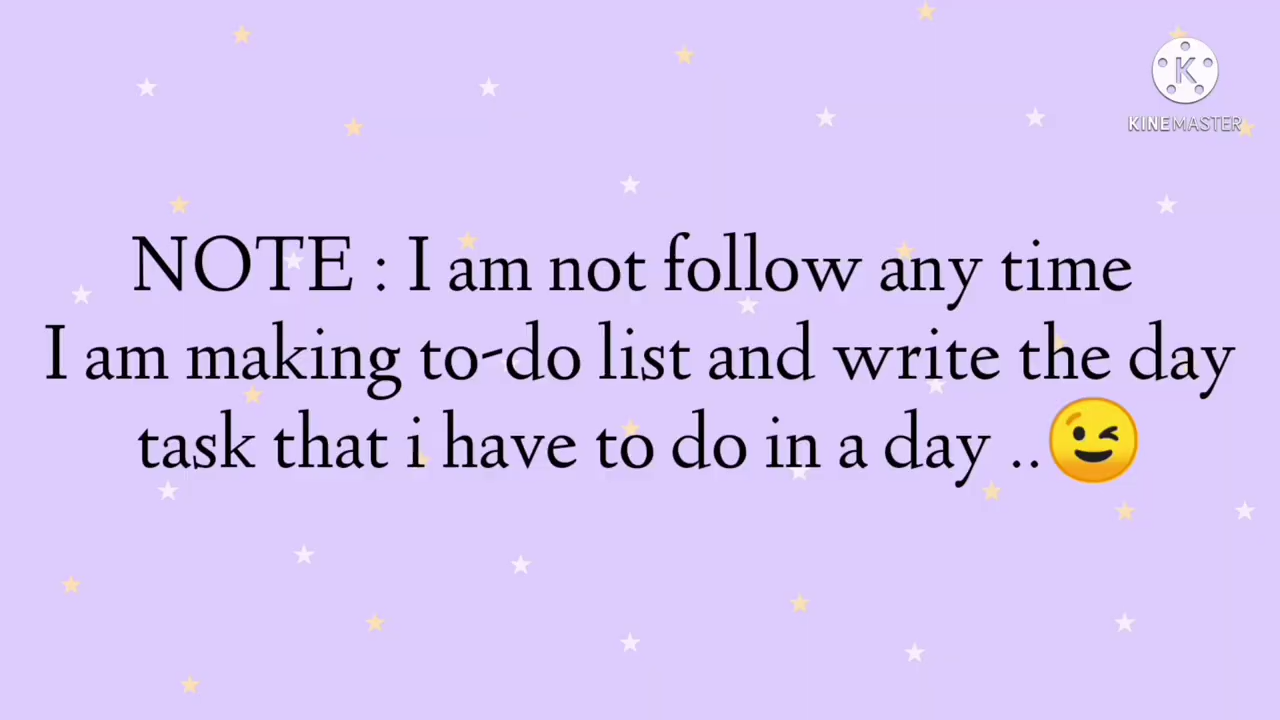 KINEMASTER
NOTE : I am not follow any time
I am making to-do list and write the day
task that i have to do in a day ..😉